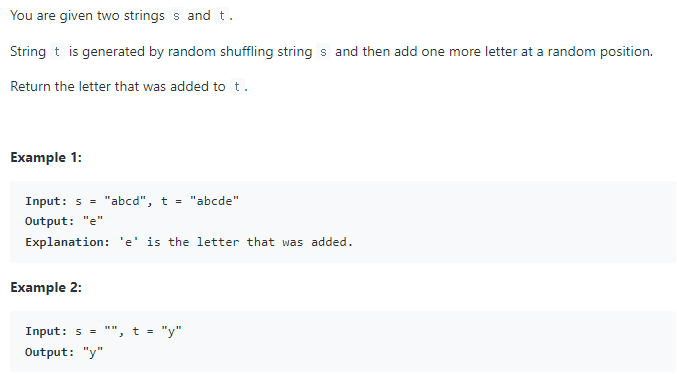 You are given two strings s and t.
String t is generated by random shuffling string s and then add one more letter at a random position.
Return the letter that was added to t.
Example 1:
Input: s = "abcd", t = "abcde"
Output: "e"
Explanation: 'e' is the letter that was added.
Example 2:
Input: s = "", t = "y"
Output: "y"